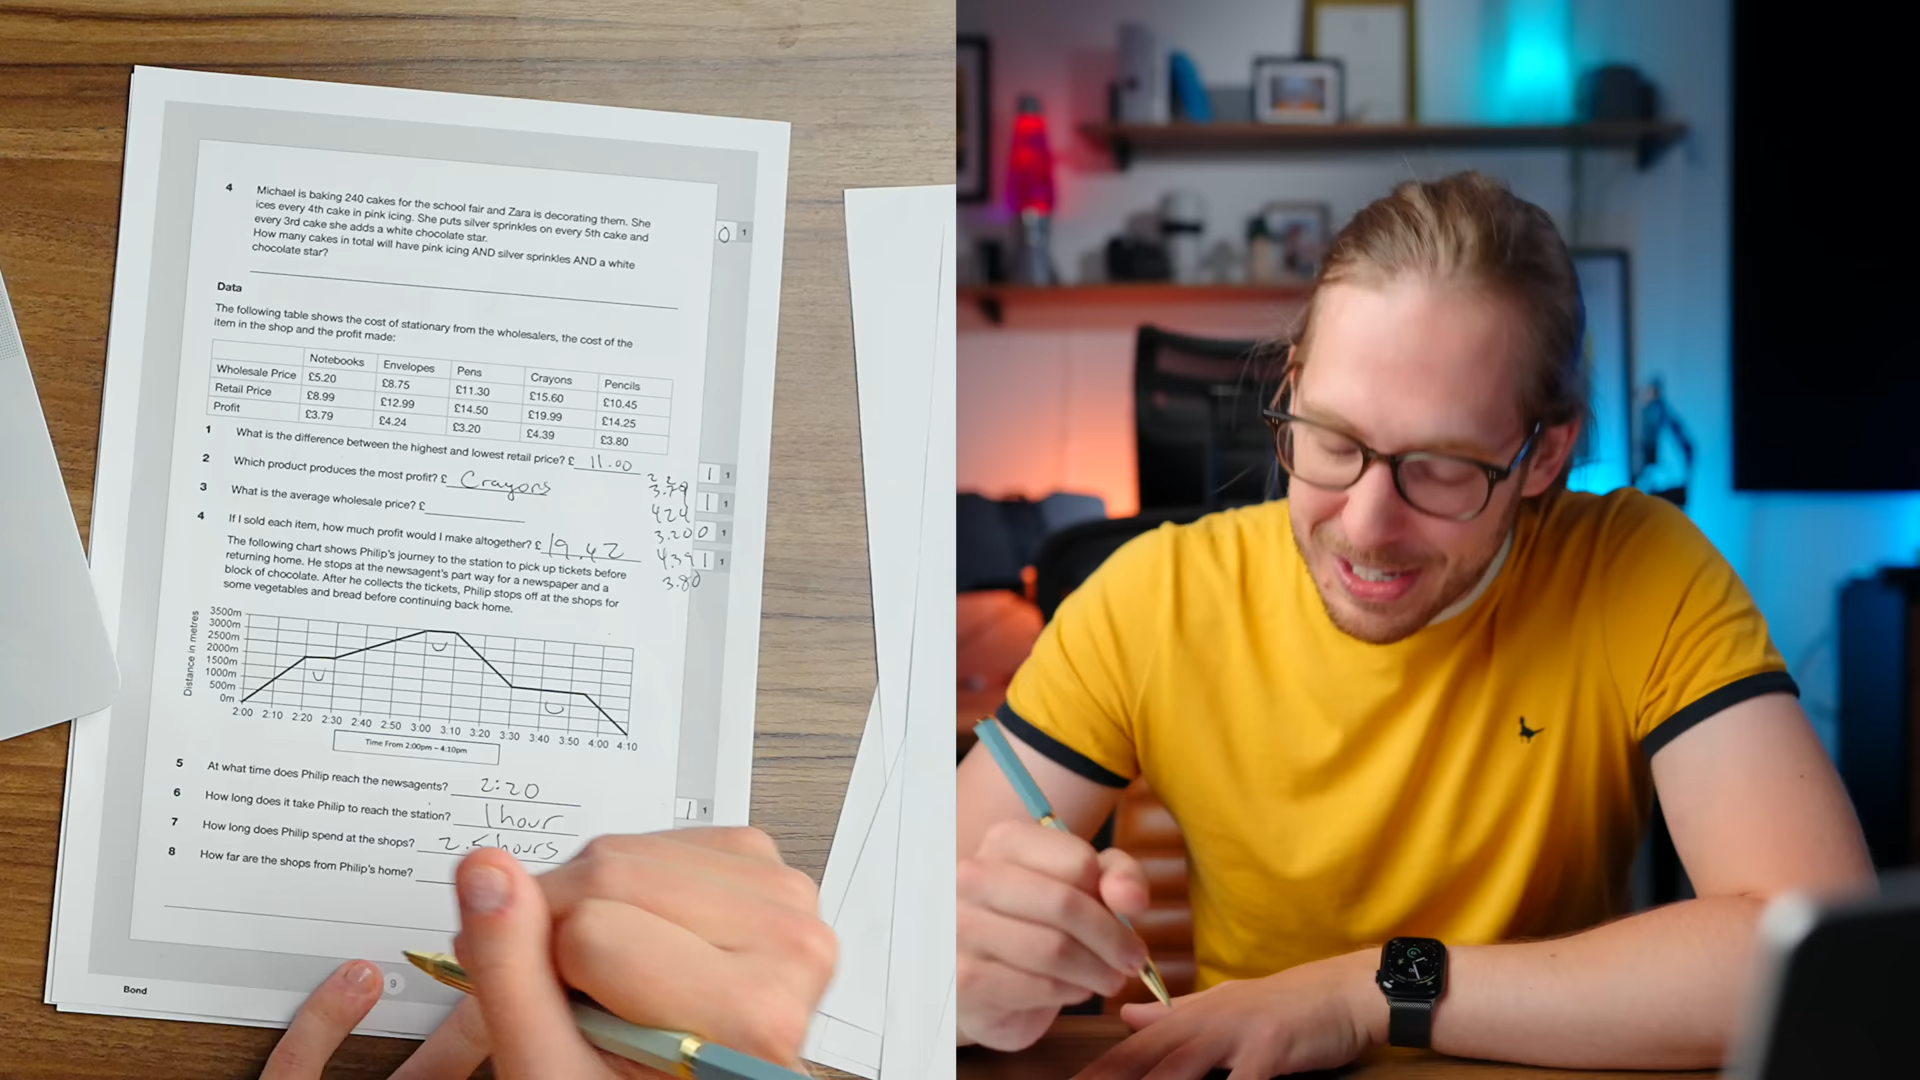 4 Michael is baking 240 cakes for the school fair and Zara is decorating them. She
ices every 4th cake in pink icing. She puts silver sprinkles on every 5th cake and
every 3rd cake she adds a white chocolate star.
How many cakes in total will have pink icing AND silver sprinkles AND a white
chocolate star?
0 1
Data
The following table shows the cost of stationary from the wholesalers, the cost of the
item in the shop and the profit made:
Notebooks Envelopes Pens Crayons Pencils
Wholesale Price £5.20 £8.75 £11.30 £15.60 £10.45
Retail Price £8.99 £12.99 £14.50 £19.99 £14.25
Profit £3.79 £4.24 £3.20 £4.39 £3.80
1 What is the difference between the highest and lowest retail price? £ 11.00
1 1
2 Which product produces the most profit? £ Crayons
1 1
3 What is the average wholesale price? £
0 1
4 If I sold each item, how much profit would I make altogether? £ 19.42
1 1
2 2
3.79
424
3.20
4.39
3.80
The following chart shows Philip's journey to the station to pick up tickets before
returning home. He stops at the newsagent's part way for a newspaper and a
block of chocolate. After he collects the tickets, Philip stops off at the shops for
some vegetables and bread before continuing back home.
Distance in metres
3500m
3000m
2500m
2000m
1500m
1000m
500m
0m
2:00 2:10 2:20 2:30 2:40 2:50 3:00 3:10 3:20 3:30 3:40 3:50 4:00 4:10
Time From 2:00pm – 4:10pm
5 At what time does Philip reach the newsagents? 2:20
1 1
6 How long does it take Philip to reach the station? 1 hour
7 How long does Philip spend at the shops? 2.5 hours
8 How far are the shops from Philip's home?
9
Bond